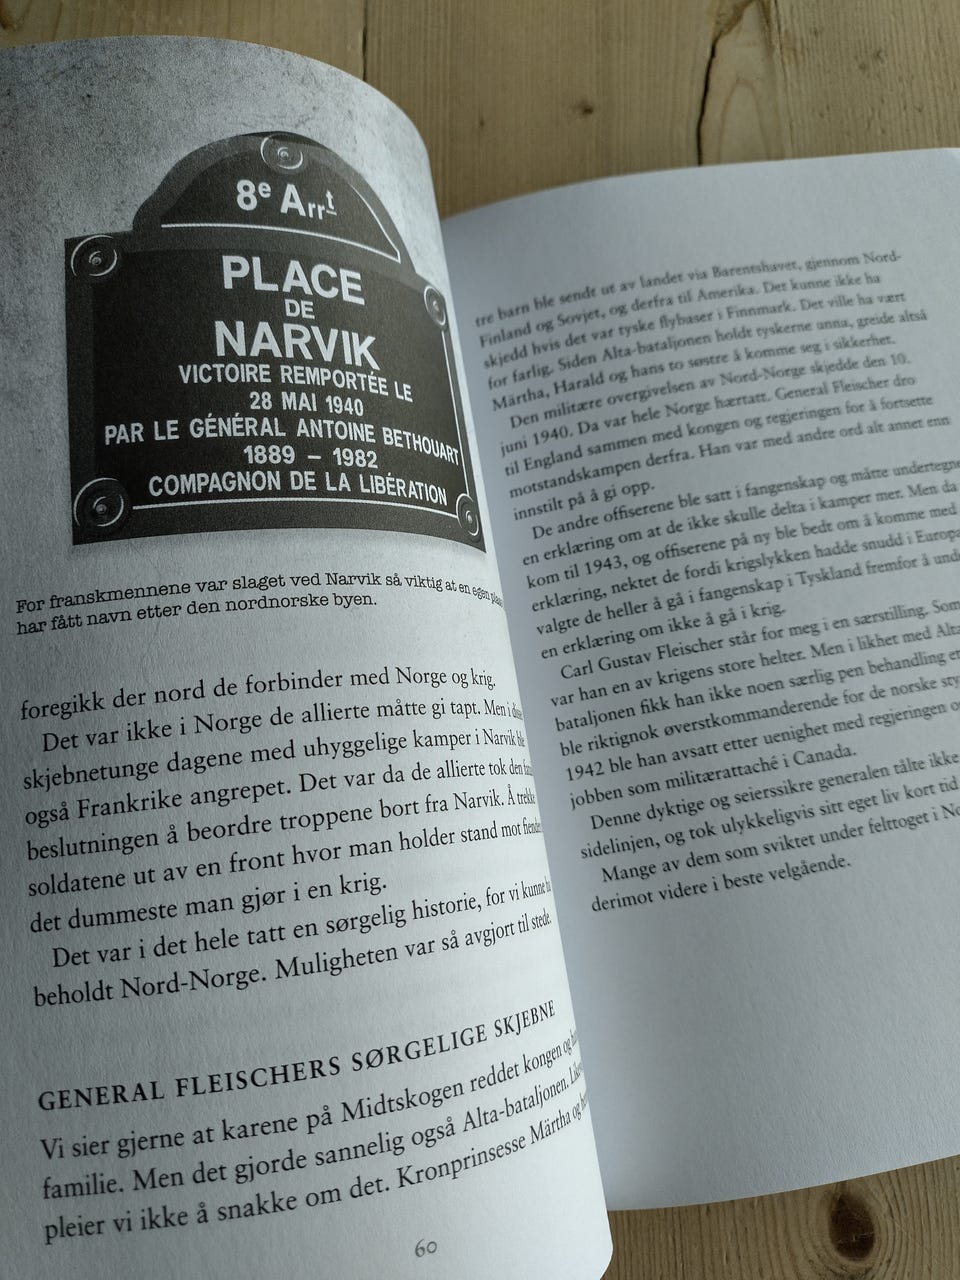 8e Arrt
PLACE
DE
NARVIK
VICTOIRE REMPORTÉE LE
28 MAI 1940
PAR LE GÉNÉRAL ANTOINE BETHOUART
1889 – 1982
COMPAGNON DE LA LIBÉRATION
For franskmennene var slaget ved Narvik så viktig at en egen plass
har fått navn etter den nordnorske byen.
foregikk der nord de forbinder med Norge og krig.
Det var ikke i Norge de allierte måtte gi tapt. Men i disse
skjebnetunge dagene med uhyggelige kamper i Narvik ble
også Frankrike angrepet. Det var da de allierte tok den
beslutningen å beordre troppene bort fra Narvik. Å trekke
soldatene ut av en front hvor man holder stand mot fienden
det dummeste man gjør i en krig.
Det var i det hele tatt en sørgelig historie, for vi kunne ha
beholdt Nord-Norge. Muligheten var så avgjort til stede.
GENERAL FLEISCHERS SØRGELIGE SKJEBNE
Vi sier gjerne at karene på Midtskogen reddet kongen og
familie. Men det gjorde sannelig også Alta-bataljonen.
pleier vi ikke å snakke om det. Kronprinsesse Märtha og
60
tre barn ble sendt ut av landet via Barentshavet, gjennom Nord-
Finland og Sovjet, og derfra til Amerika. Det kunne ikke ha
skjedd hvis det var tyske flybaser i Finnmark. Det ville ha vært
for farlig. Siden Alta-bataljonen holdt tyskerne unna, greide altså
Märtha, Harald og hans to søstre å komme seg i sikkerhet.
Den militære overgivelsen av Nord-Norge skjedde den 10.
juni 1940. Da var hele Norge hærtatt. General Fleischer dro
til England sammen med kongen og regjeringen for å fortsette
motstandskampen derfra. Han var med andre ord alt annet enn
innstilt på å gi opp.
De andre offiserene ble satt i fangenskap og måtte undertegne
en erklæring om at de ikke skulle delta i kamper mer. Men da
kom til 1943, og offiserene på ny ble bedt om å komme med
erklæring, nektet de fordi krigslykken hadde snudd i Europa
valgte de heller å gå i fangenskap i Tyskland fremfor å
en erklæring om ikke å gå i krig.
Carl Gustav Fleischer står for meg i en særstilling. Som
var han en av krigens store helter. Men i likhet med Alta-
bataljonen fikk han ikke noen særlig pen behandling
ble riktignok øverstkommanderende for de norske
1942 ble han avsatt etter uenighet med regjeringen
jobben som militærattaché i Canada.
Denne dyktige og seierssikre generalen tålte ikke
sidelinjen, og tok ulykkeligvis sitt eget liv kort tid
Mange av dem som sviktet under felttoget i
derimot videre i beste velgående.